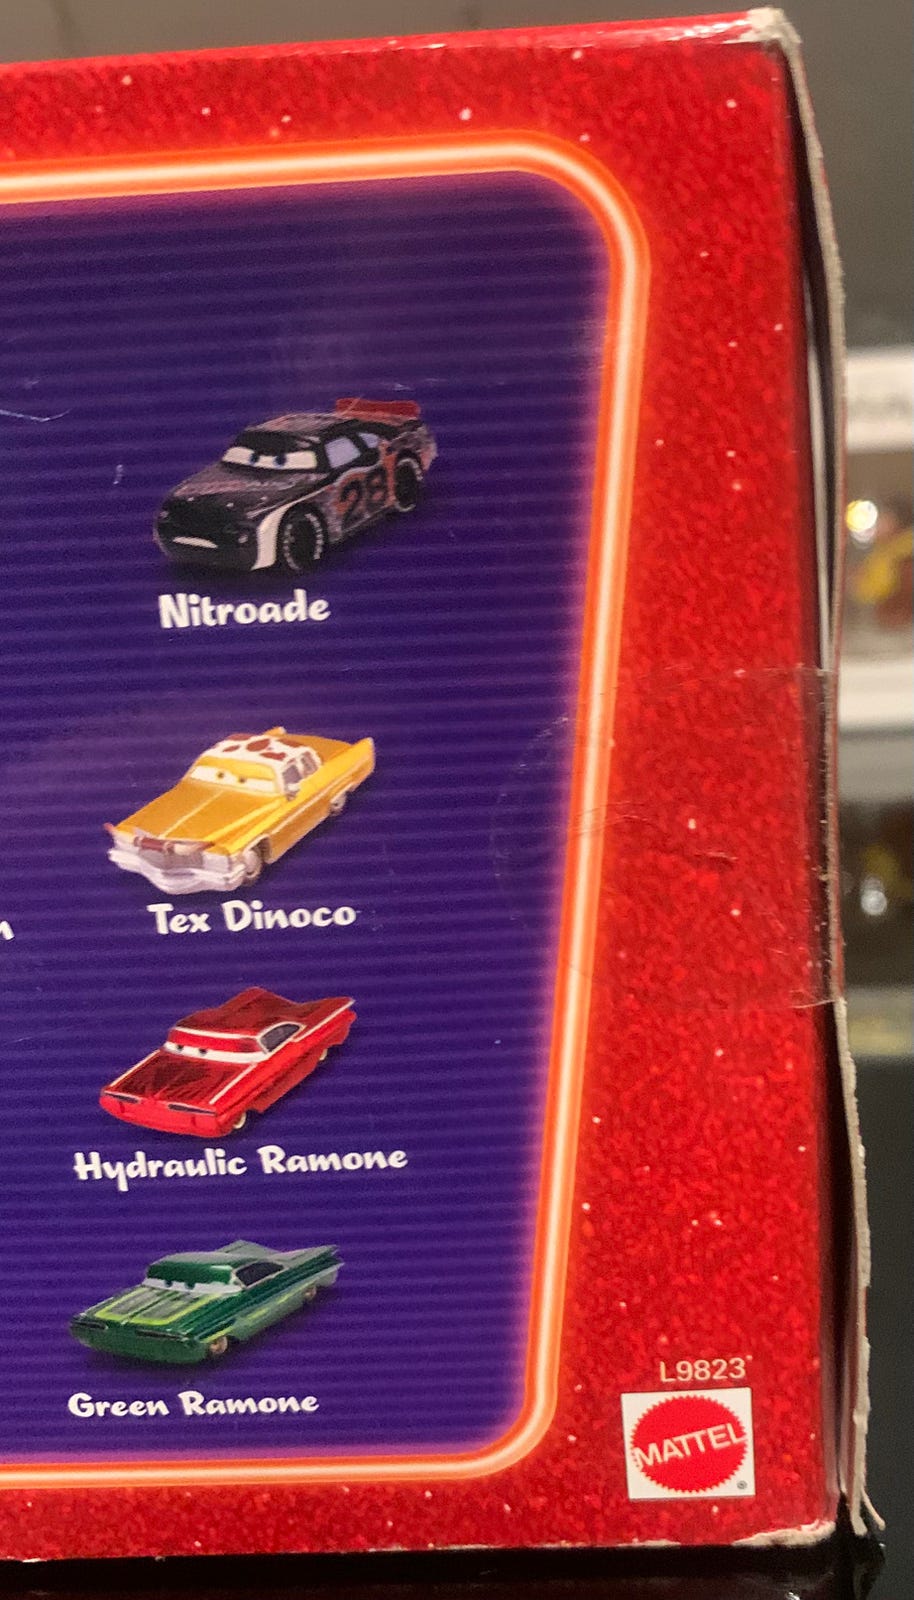 28
Nitroade
Tex Dinoco
Hydraulic Ramone
Green Ramone
L9823
MATTEL
®